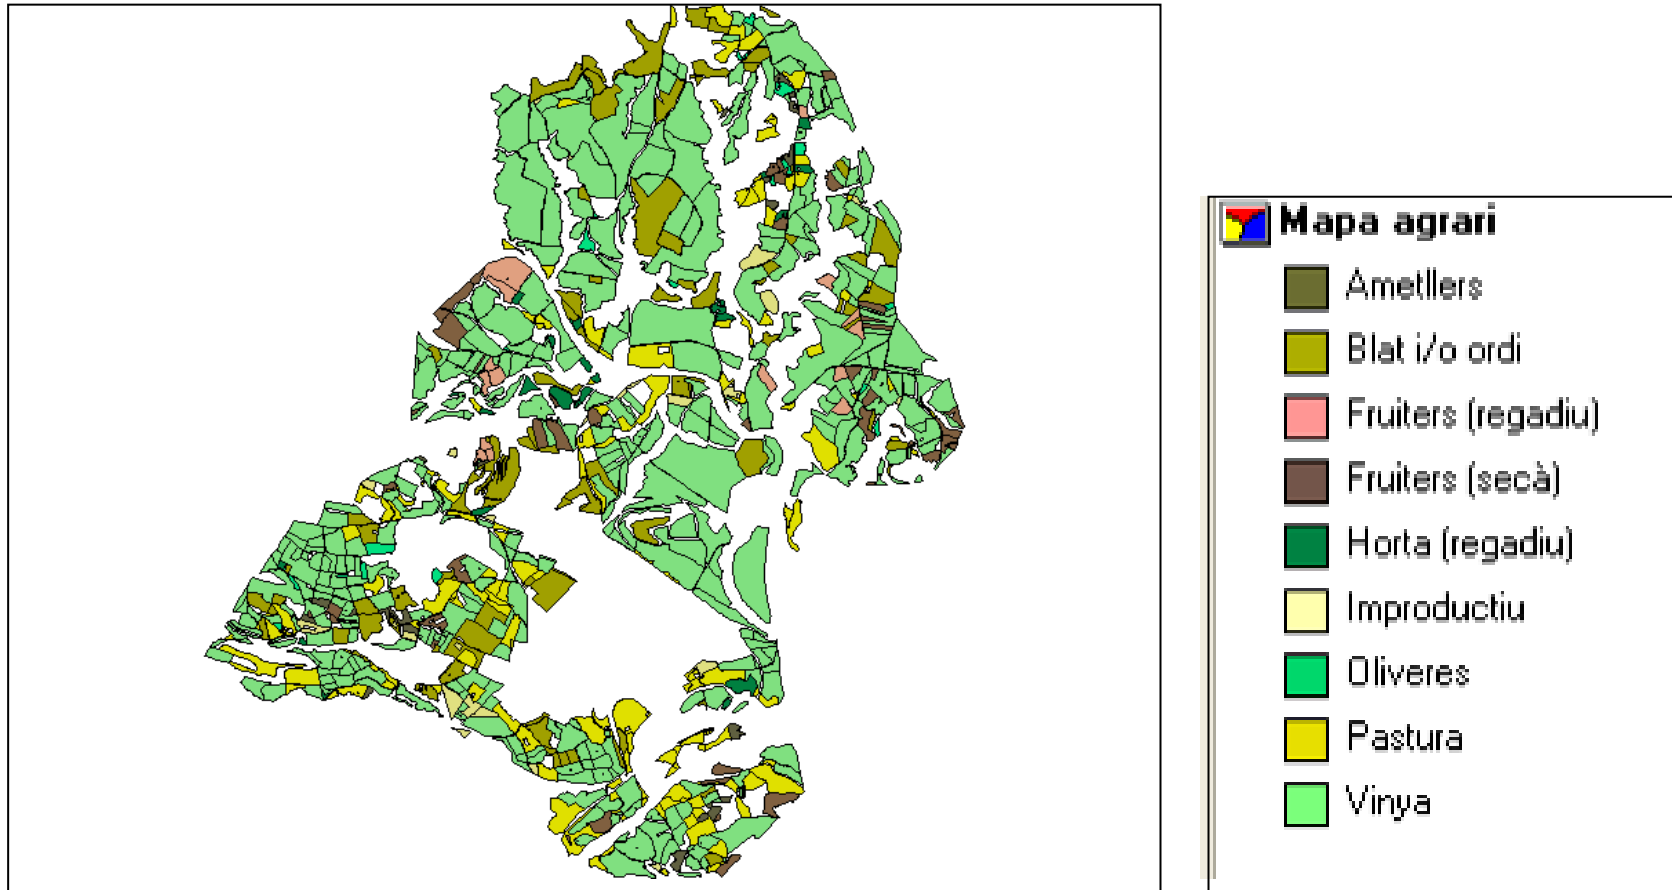 Mapa agrari
Ametllers
Blat i/o ordi
Fruiters (regadiu)
Fruiters (secà)
Horta (regadiu)
Improductiu
Oliveres
Pastura
Vinya